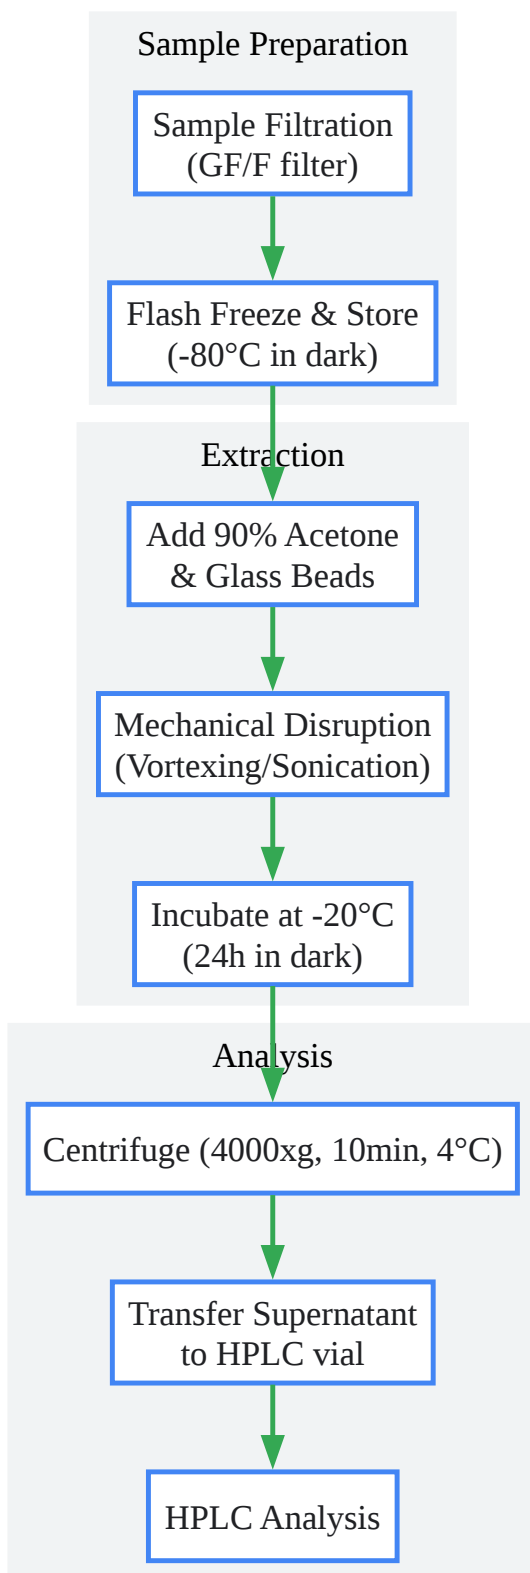 Sample Preparation
Sample Filtration
(GF/F filter)
Flash Freeze & Store
(-80°C in dark)
Extraction
Add 90% Acetone
& Glass Beads
Mechanical Disruption
(Vortexing/Sonication)
Incubate at -20°C
(24h in dark)
Analysis
Centrifuge (4000xg, 10min, 4°C)
Transfer Supernatant
to HPLC vial
HPLC Analysis